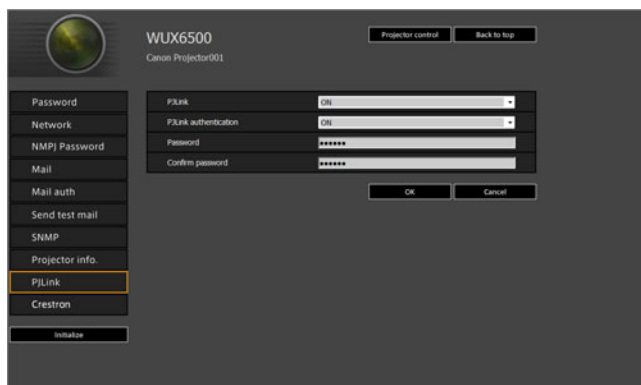 WUX6500
Projector control
Back to top
Canon Projector001
Password
Network
NMPJ Password
Mail
Mail auth
Send test mail
SNMP
Projector info.
PJLink
Crestron
Initialize
PJLink
ON
PJLink authentication
ON
Password
••••••
Confirm password
••••••
OK
Cancel